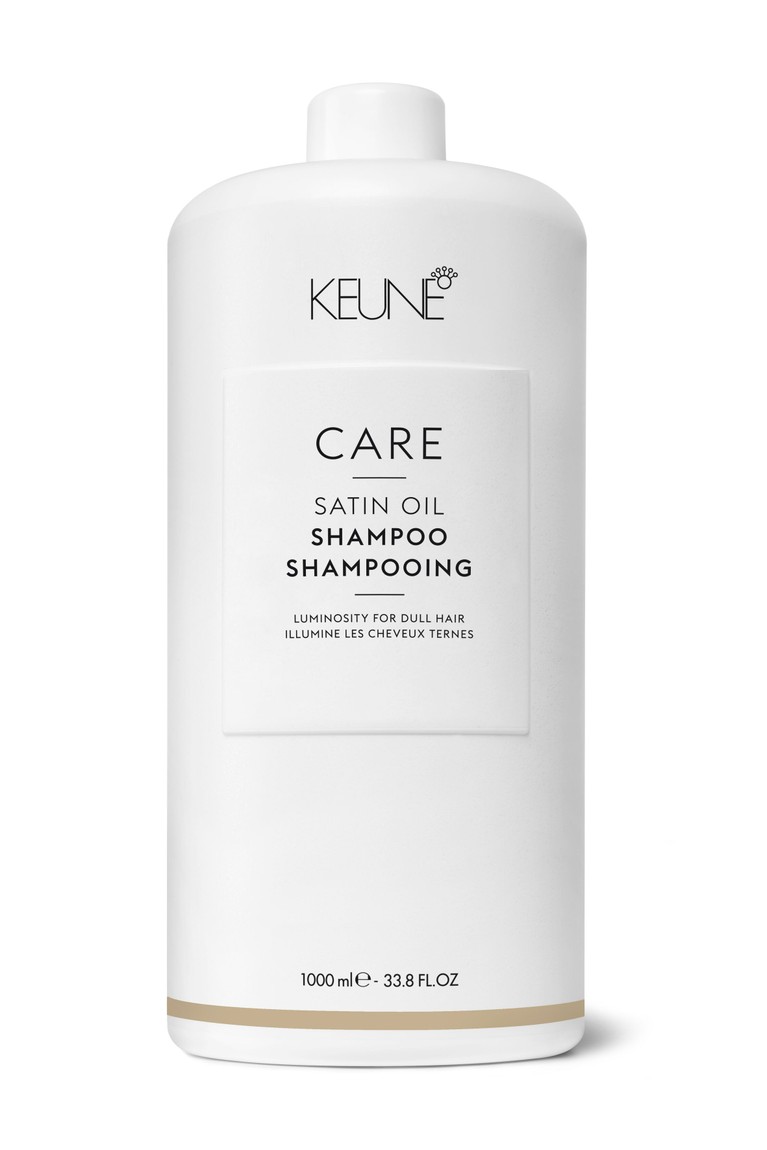 KEUNE
CARE
SATIN OIL
SHAMPOO
SHAMPOOING
LUMINOSITY FOR DULL HAIR
ILLUMINE LES CHEVEUX TERNES
1000 ml℮ - 33.8 FL.OZ